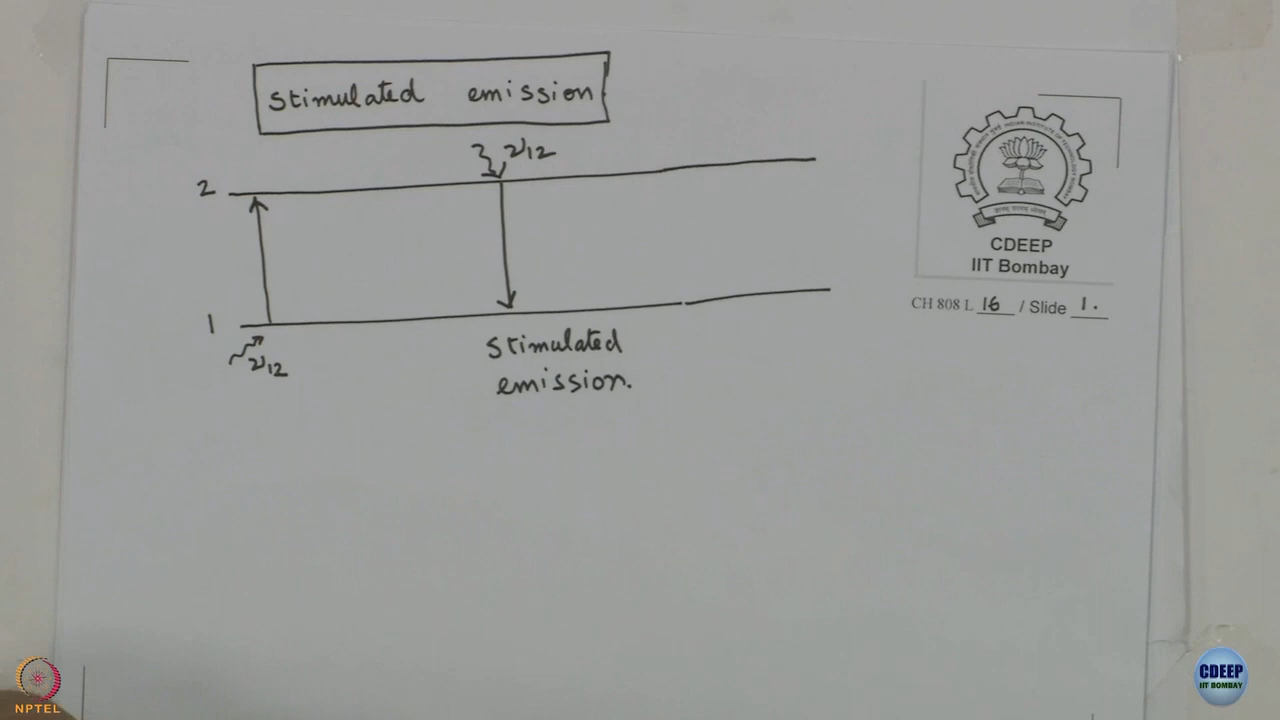 Stimulated emission
ν12
2
1
ν12
Stimulated
emission.
CDEEP
IIT Bombay
CH 808 L 16 / Slide 1.
NPTEL
CDEEP
IIT BOMBAY